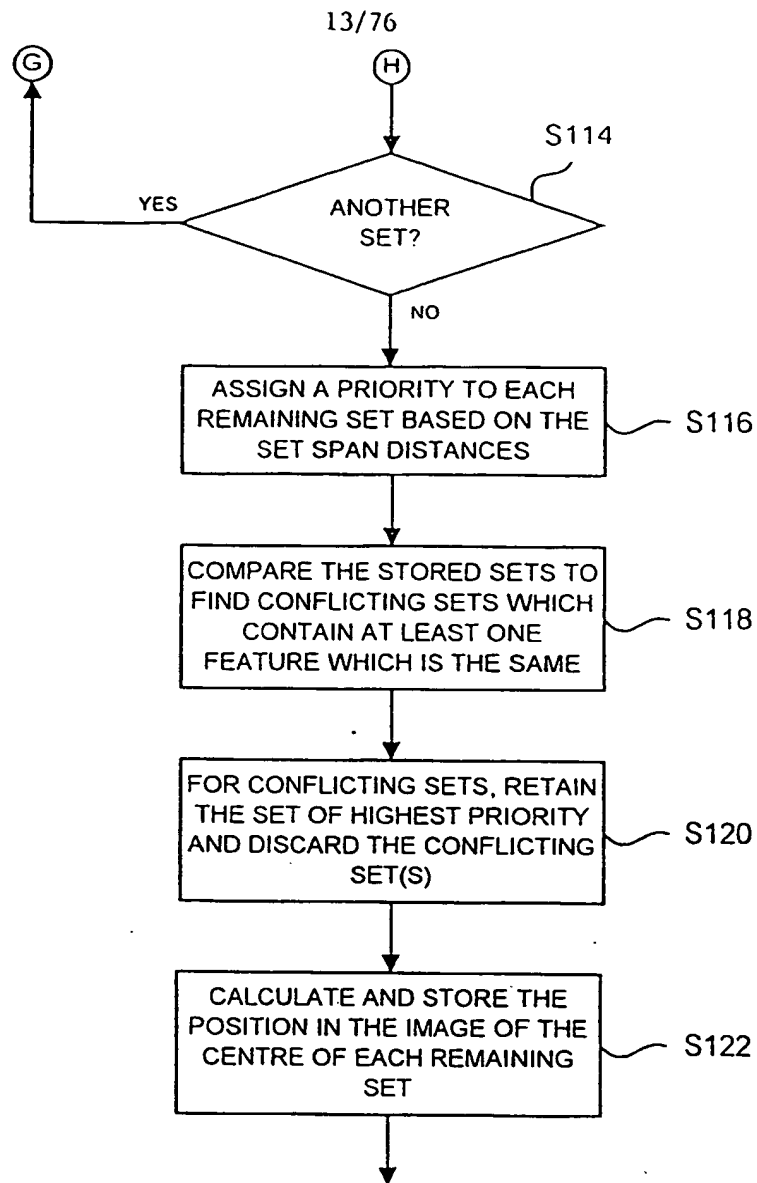 13/76
G
H
S114
YES
ANOTHER
SET?
NO
ASSIGN A PRIORITY TO EACH
REMAINING SET BASED ON THE
SET SPAN DISTANCES
S116
COMPARE THE STORED SETS TO
FIND CONFLICTING SETS WHICH
CONTAIN AT LEAST ONE
FEATURE WHICH IS THE SAME
S118
FOR CONFLICTING SETS, RETAIN
THE SET OF HIGHEST PRIORITY
AND DISCARD THE CONFLICTING
SET(S)
S120
CALCULATE AND STORE THE
POSITION IN THE IMAGE OF THE
CENTRE OF EACH REMAINING
SET
S122